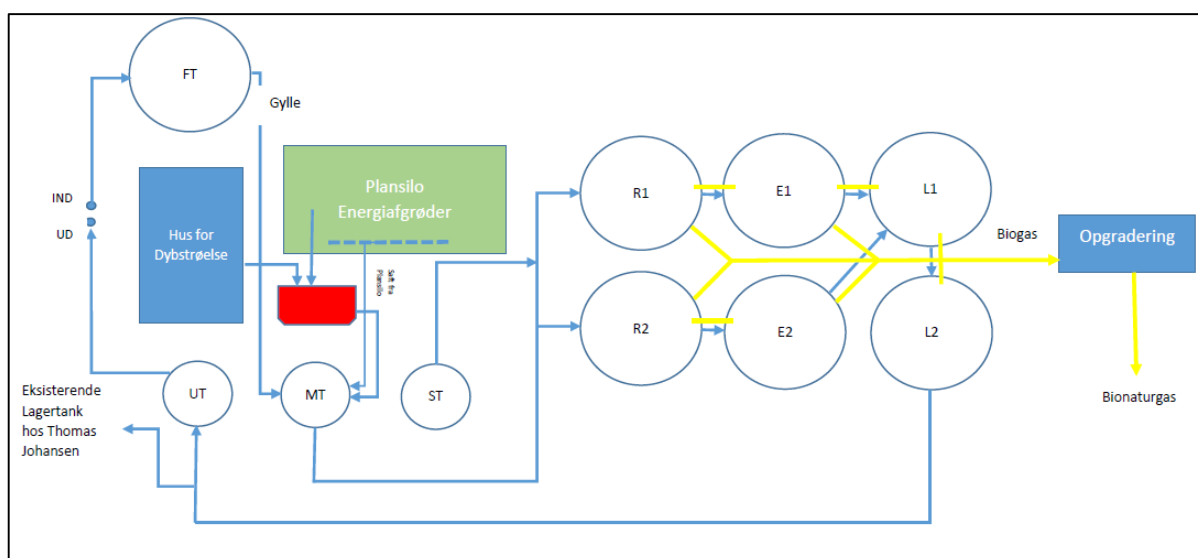 FT
Gylle
Plansilo
Energiafgrøder
IND
UD
Hus for
Dybstrøelse
Saft fra
Plansilo
R1
E1
L1
Biogas
Opgradering
R2
E2
L2
UT
MT
ST
Eksisterende
Lagertank
hos Thomas
Johansen
Bionaturgas